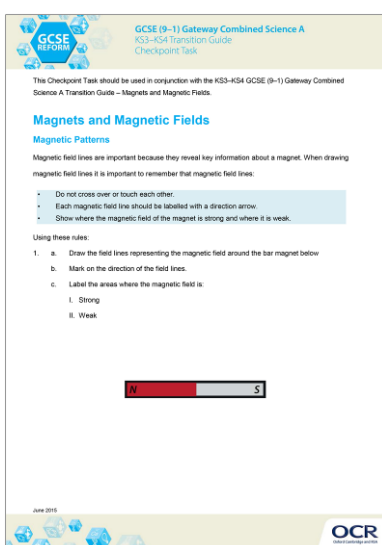 GCSE
REFORM
GCSE (9–1) Gateway Combined Science A
KS3–KS4 Transition Guide
Checkpoint Task
This Checkpoint Task should be used in conjunction with the KS3–KS4 GCSE (9–1) Gateway Combined
Science A Transition Guide – Magnets and Magnetic Fields.
Magnets and Magnetic Fields
Magnetic Patterns
Magnetic field lines are important because they reveal key information about a magnet. When drawing
magnetic field lines it is important to remember that magnetic field lines:
• Do not cross over or touch each other.
• Each magnetic field line should be labelled with a direction arrow.
• Show where the magnetic field of the magnet is strong and where it is weak.
Using these rules:
1. a. Draw the field lines representing the magnetic field around the bar magnet below
b. Mark on the direction of the field lines.
c. Label the areas where the magnetic field is:
I. Strong
II. Weak
N S
June 2015
OCR
Oxford Cambridge and RSA